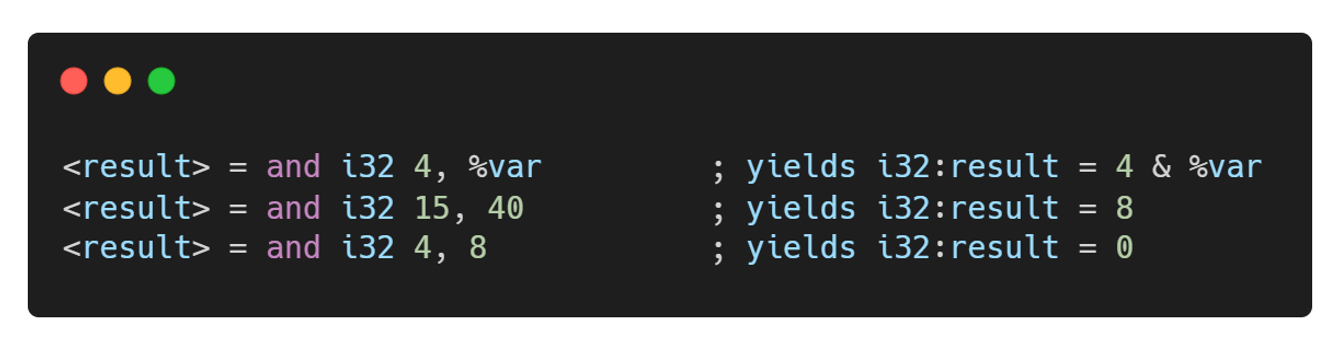 <result> = and i32 4, %var         ; yields i32:result = 4 & %var
<result> = and i32 15, 40          ; yields i32:result = 8
<result> = and i32 4, 8            ; yields i32:result = 0